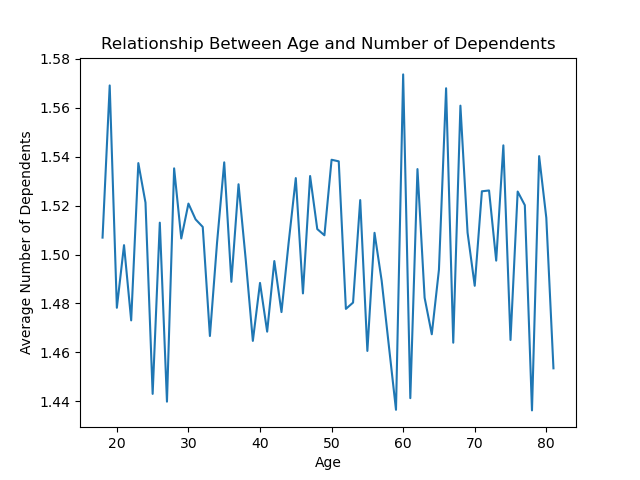 Relationship Between Age and Number of Dependents
1.58
1.56
1.54
1.52
1.50
1.48
1.46
1.44
Average Number of Dependents
20 30 40 50 60 70 80
Age